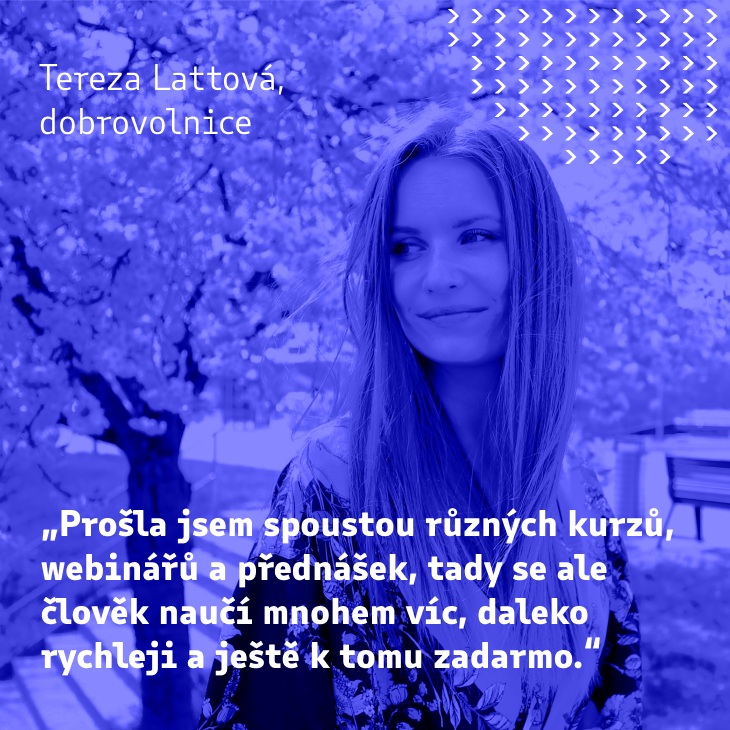 Tereza Lattová,
dobrovolnice
„Prošla jsem spoustou různých kurzů,
webinářů a přednášek, tady se ale
člověk naučí mnohem víc, daleko
rychleji a ještě k tomu zadarmo.“